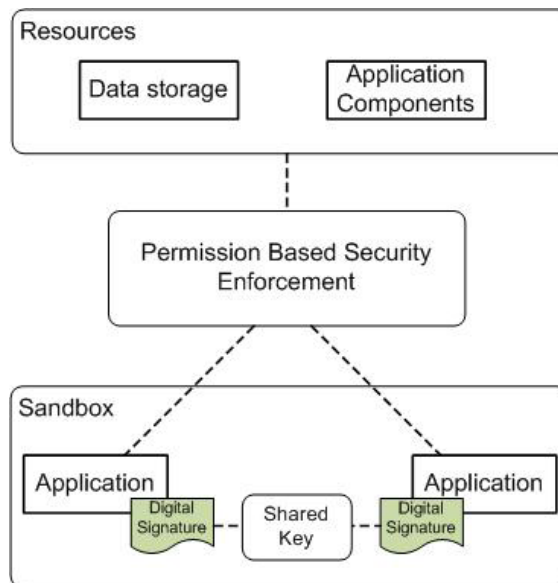 Resources
Data storage
Application
Components
Permission Based Security
Enforcement
Sandbox
Application
Digital
Signature
Shared
Key
Application
Digital
Signature